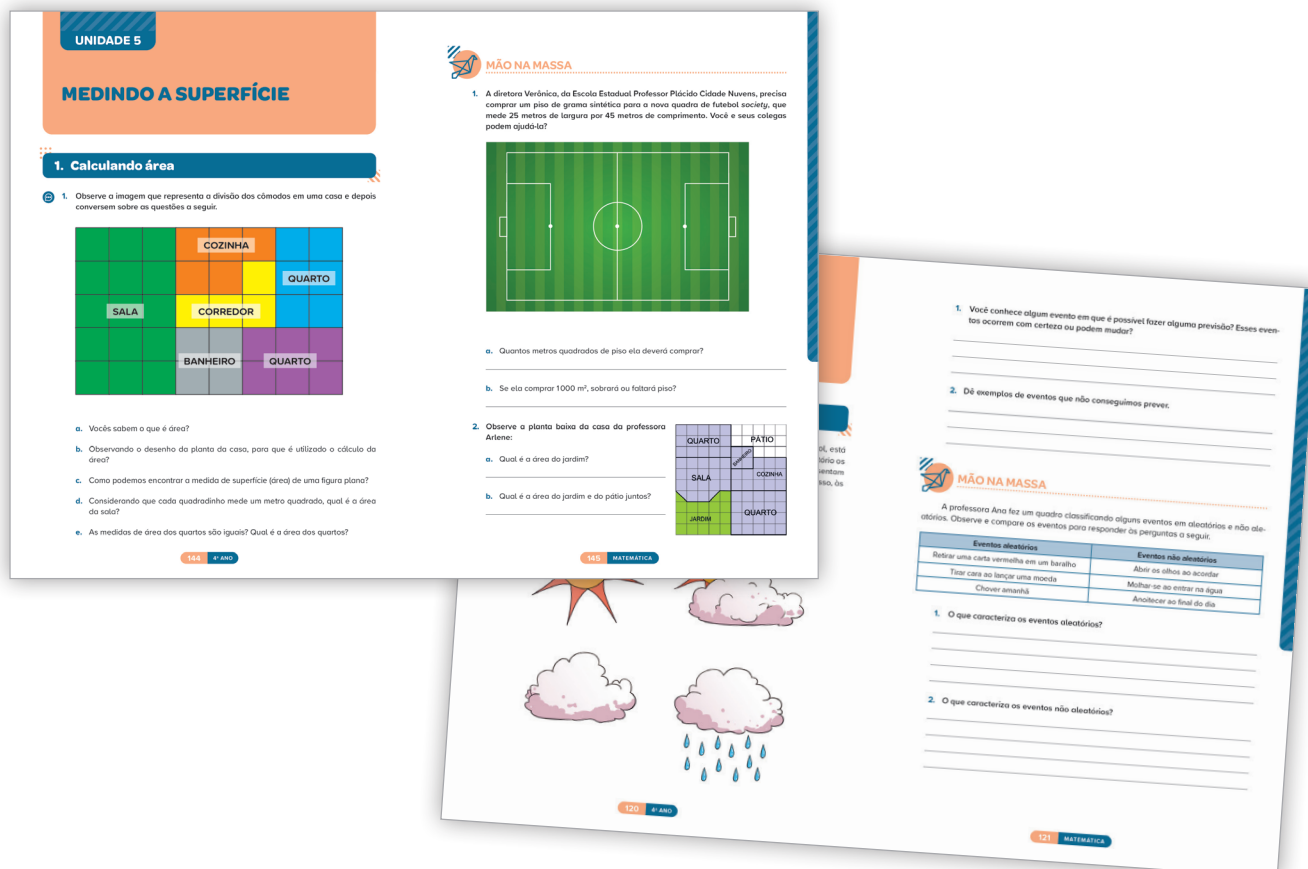 UNIDADE 5
MEDINDO A SUPERFÍCIE
1. Calculando área
1. Observe a imagem que representa a divisão dos cômodos em uma casa e depois
conversem sobre as questões a seguir.
COZINHA
QUARTO
SALA
CORREDOR
BANHEIRO
QUARTO
a. Vocês sabem o que é área?
b. Observando o desenho da planta da casa, para que é utilizado o cálculo da
área?
c. Como podemos encontrar a medida de superfície (área) de uma figura plana?
d. Considerando que cada quadradinho mede um metro quadrado, qual é a área
da sala?
e. As medidas de área dos quartos são iguais? Qual é a área dos quartos?
144 4º ANO
MÃO NA MASSA
1. A diretora Verônica, da Escola Estadual Professor Plácido Cidade Nuvens, precisa
comprar um piso de grama sintética para a nova quadra de futebol society, que
mede 25 metros de largura por 45 metros de comprimento. Você e seus colegas
podem ajudá-la?
a. Quantos metros quadrados de piso ela deverá comprar?
b. Se ela comprar 1000 m², sobrará ou faltará piso?
2. Observe a planta baixa da casa da professora
Arlene:
a. Qual é a área do jardim?
b. Qual é a área do jardim e do pátio juntos?
QUARTO
PÁTIO
BANHEIRO
SALA
COZINHA
JARDIM
QUARTO
145 MATEMÁTICA
ol, está
tório os
sentam
sso, às
120 4º ANO
1. Você conhece algum evento em que é possível fazer alguma previsão? Esses even-
tos ocorrem com certeza ou podem mudar?
2. Dê exemplos de eventos que não conseguimos prever.
MÃO NA MASSA
A professora Ana fez um quadro classificando alguns eventos em aleatórios e não ale-
atórios. Observe e compare os eventos para responder às perguntas a seguir.
Eventos aleatórios Eventos não aleatórios
Retirar uma carta vermelha em um baralho Abrir os olhos ao acordar
Tirar cara ao lançar uma moeda Molhar-se ao entrar na água
Chover amanhã Anoitecer ao final do dia
1. O que caracteriza os eventos aleatórios?
2. O que caracteriza os eventos não aleatórios?
121 MATEMÁTICA